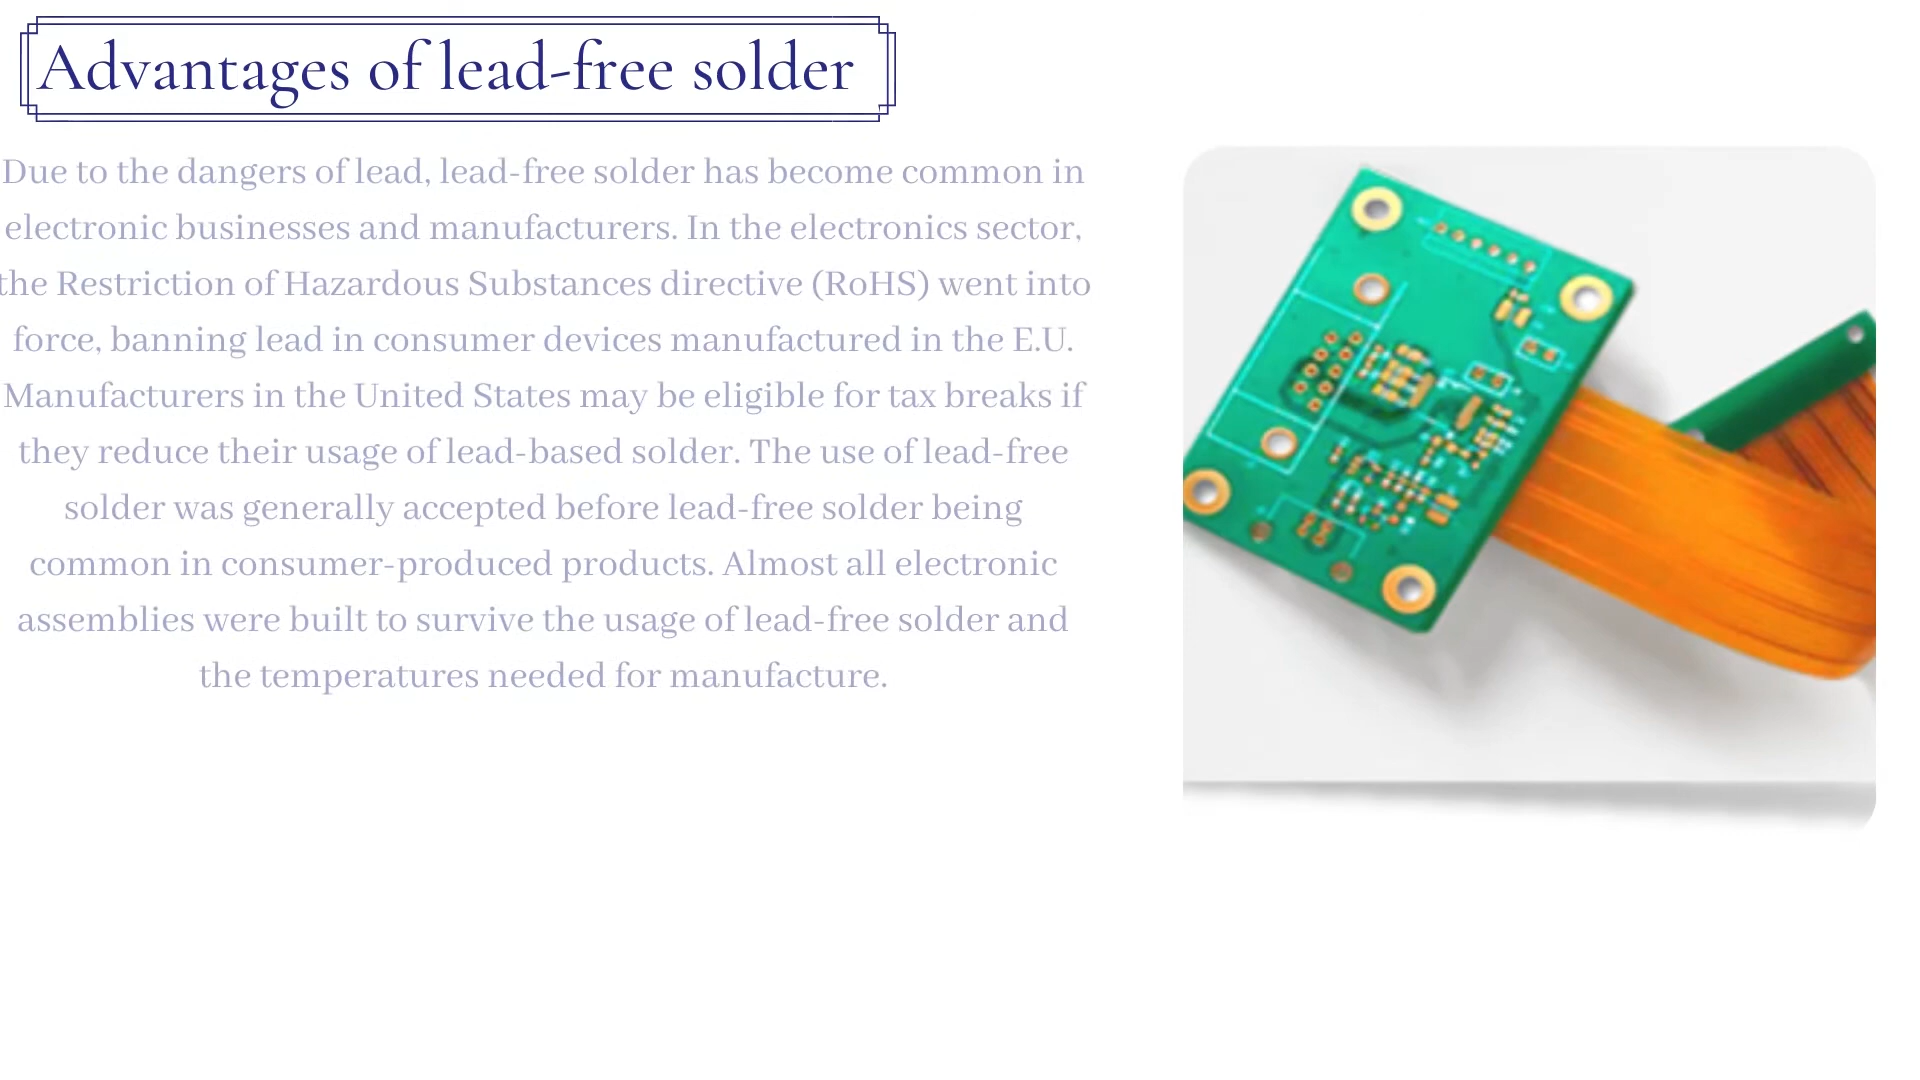 Advantages of lead-free solder
Due to the dangers of lead, lead-free solder has become common in
electronic businesses and manufacturers. In the electronics sector,
the Restriction of Hazardous Substances directive (RoHS) went into
force, banning lead in consumer devices manufactured in the E.U.
Manufacturers in the United States may be eligible for tax breaks if
they reduce their usage of lead-based solder. The use of lead-free
solder was generally accepted before lead-free solder being
common in consumer-produced products. Almost all electronic
assemblies were built to survive the usage of lead-free solder and
the temperatures needed for manufacture.